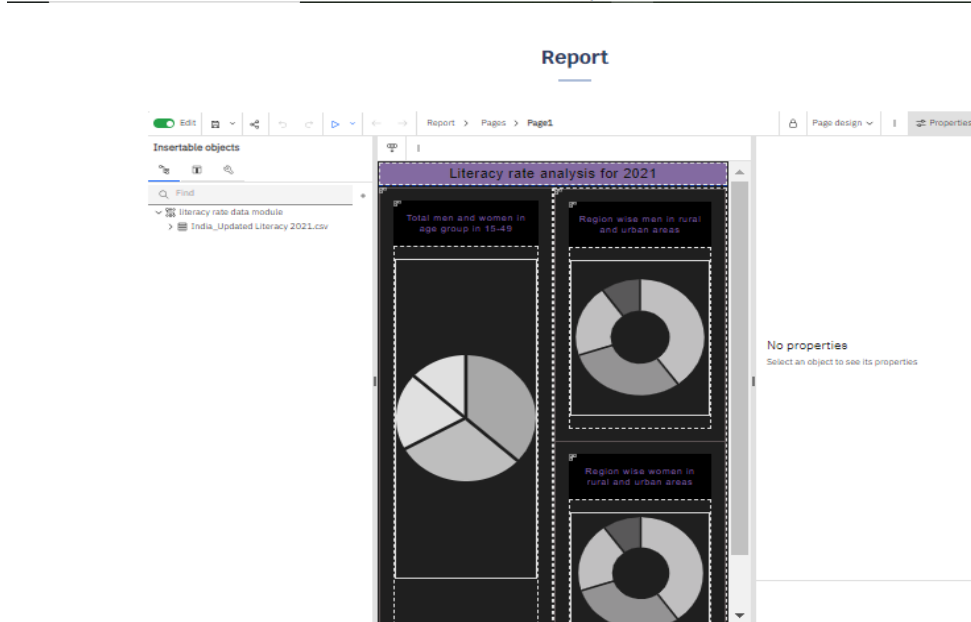 Report
Edit
Report > Pages > Page1
Page design
Properties
Insertable objects
Find
literacy rate data module
India_Updated Literacy 2021.csv
Literacy rate analysis for 2021
Total men and women in
age group in 15-49
Region wise men in rural
and urban areas
Region wise women in
rural and urban areas
No properties
Select an object to see its properties